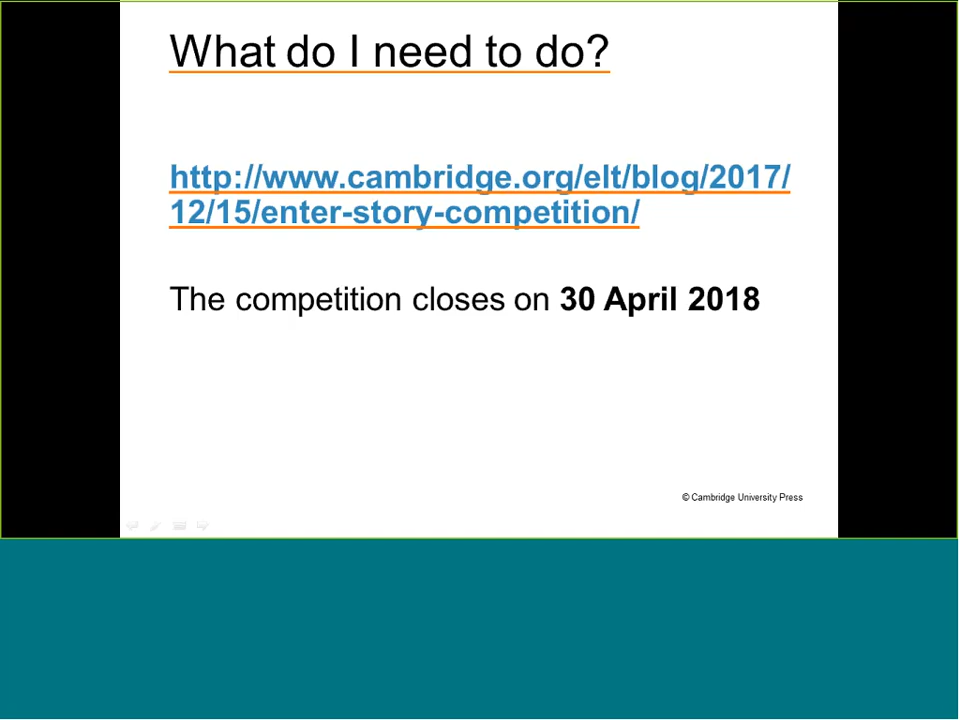 What do I need to do?
http://www.cambridge.org/elt/blog/2017/
12/15/enter-story-competition/
The competition closes on 30 April 2018
© Cambridge University Press